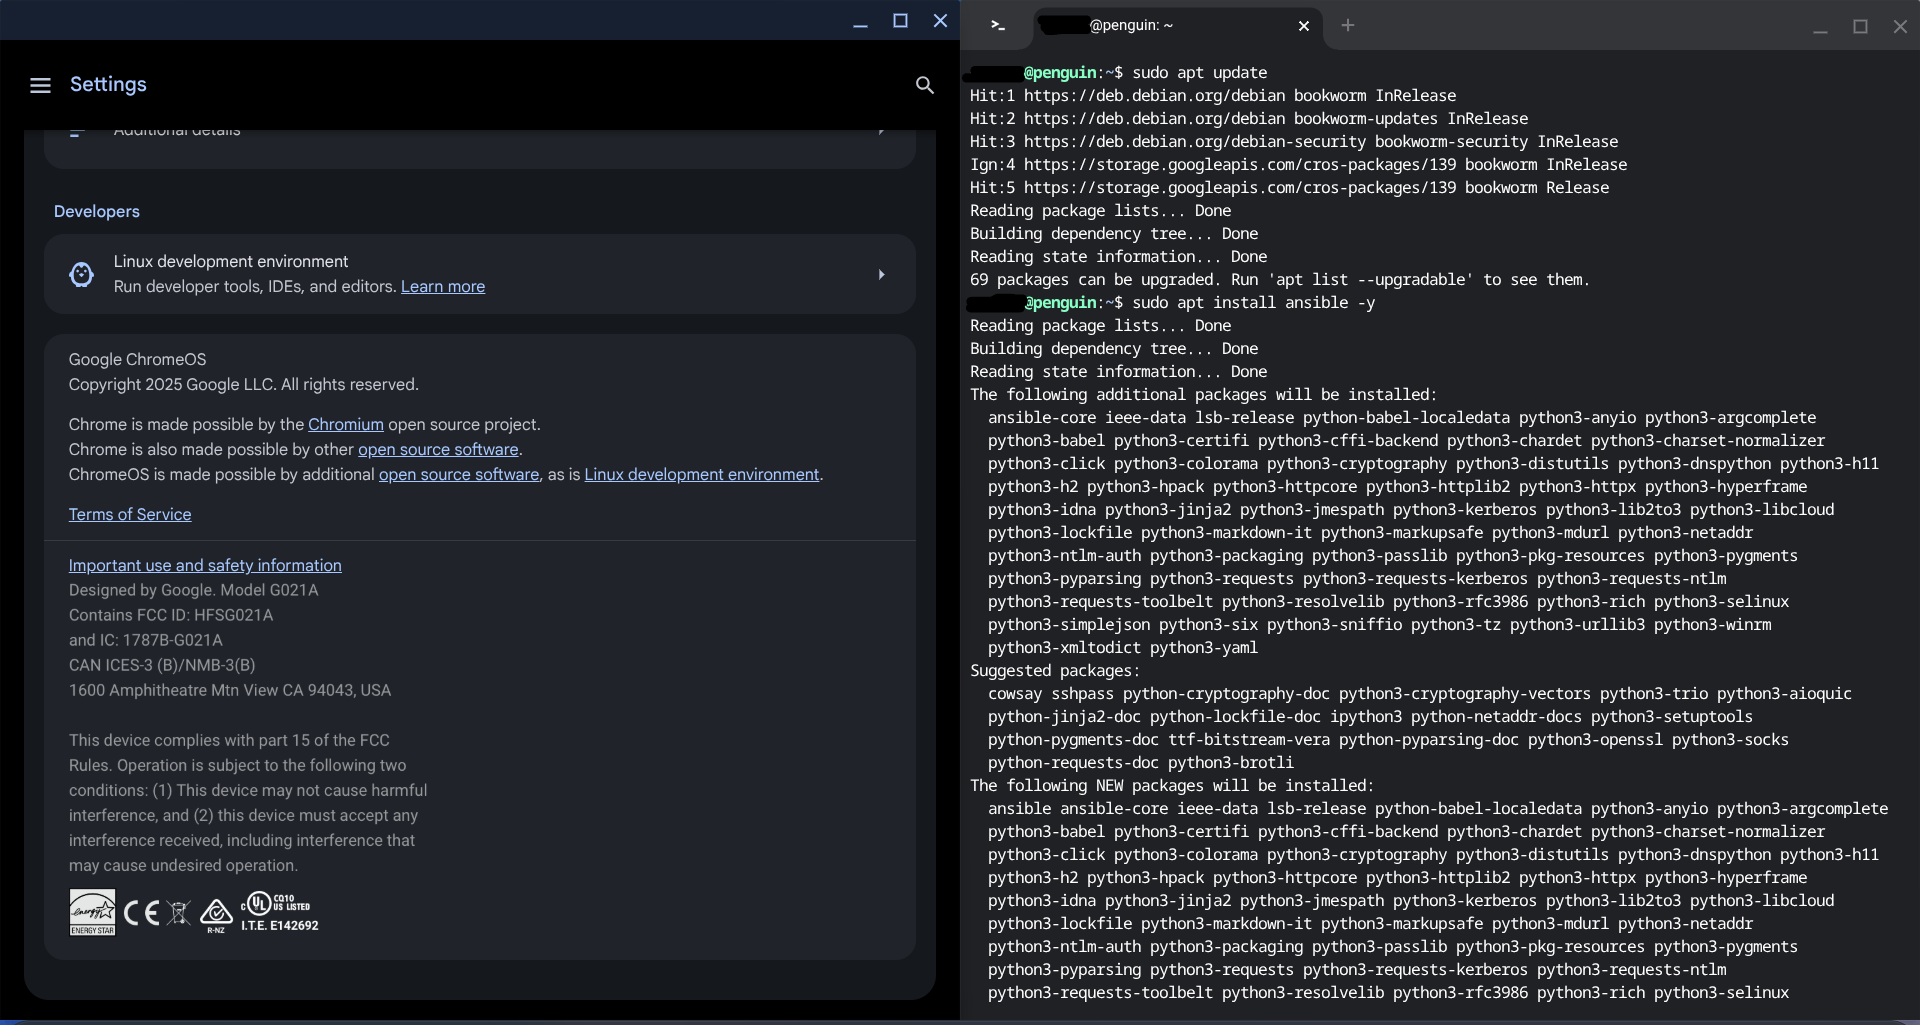 Settings
Additional details
Developers
Linux development environment
Run developer tools, IDEs, and editors. Learn more
Google ChromeOS
Copyright 2025 Google LLC. All rights reserved.
Chrome is made possible by the Chromium open source project.
Chrome is also made possible by other open source software.
ChromeOS is made possible by additional open source software, as is Linux development environment.
Terms of Service
Important use and safety information
Designed by Google. Model G021A
Contains FCC ID: HFSG021A
and IC: 1787B-G021A
CAN ICES-3 (B)/NMB-3(B)
1600 Amphitheatre Mtn View CA 94043, USA
This device complies with part 15 of the FCC
Rules. Operation is subject to the following two
conditions: (1) This device may not cause harmful
interference, and (2) this device must accept any
interference received, including interference that
may cause undesired operation.
energy
ENERGY STAR
CE
R-NZ
c UL US LISTED CQ10
I.T.E. E142692
@penguin: ~
@penguin:~$ sudo apt update
Hit:1 https://deb.debian.org/debian bookworm InRelease
Hit:2 https://deb.debian.org/debian bookworm-updates InRelease
Hit:3 https://deb.debian.org/debian-security bookworm-security InRelease
Ign:4 https://storage.googleapis.com/cros-packages/139 bookworm InRelease
Hit:5 https://storage.googleapis.com/cros-packages/139 bookworm Release
Reading package lists... Done
Building dependency tree... Done
Reading state information... Done
69 packages can be upgraded. Run 'apt list --upgradable' to see them.
@penguin:~$ sudo apt install ansible -y
Reading package lists... Done
Building dependency tree... Done
Reading state information... Done
The following additional packages will be installed:
ansible-core ieee-data lsb-release python-babel-localedata python3-anyio python3-argcomplete
python3-babel python3-certifi python3-cffi-backend python3-chardet python3-charset-normalizer
python3-click python3-colorama python3-cryptography python3-distutils python3-dnspython python3-h11
python3-h2 python3-hpack python3-httpcore python3-httplib2 python3-httpx python3-hyperframe
python3-idna python3-jinja2 python3-jmespath python3-kerberos python3-lib2to3 python3-libcloud
python3-lockfile python3-markdown-it python3-markupsafe python3-mdurl python3-netaddr
python3-ntlm-auth python3-packaging python3-passlib python3-pkg-resources python3-pygments
python3-pyparsing python3-requests python3-requests-kerberos python3-requests-ntlm
python3-requests-toolbelt python3-resolvelib python3-rfc3986 python3-rich python3-selinux
python3-simplejson python3-six python3-sniffio python3-tz python3-urllib3 python3-winrm
python3-xmltodict python3-yaml
Suggested packages:
cowsay sshpass python-cryptography-doc python3-cryptography-vectors python3-trio python3-aioquic
python-jinja2-doc python-lockfile-doc ipython3 python-netaddr-docs python3-setuptools
python-pygments-doc ttf-bitstream-vera python-pyparsing-doc python3-openssl python3-socks
python-requests-doc python3-brotli
The following NEW packages will be installed:
ansible ansible-core ieee-data lsb-release python-babel-localedata python3-anyio python3-argcomplete
python3-babel python3-certifi python3-cffi-backend python3-chardet python3-charset-normalizer
python3-click python3-colorama python3-cryptography python3-distutils python3-dnspython python3-h11
python3-h2 python3-hpack python3-httpcore python3-httplib2 python3-httpx python3-hyperframe
python3-idna python3-jinja2 python3-jmespath python3-kerberos python3-lib2to3 python3-libcloud
python3-lockfile python3-markdown-it python3-markupsafe python3-mdurl python3-netaddr
python3-ntlm-auth python3-packaging python3-passlib python3-pkg-resources python3-pygments
python3-pyparsing python3-requests python3-requests-kerberos python3-requests-ntlm
python3-requests-toolbelt python3-resolvelib python3-rfc3986 python3-rich python3-selinux